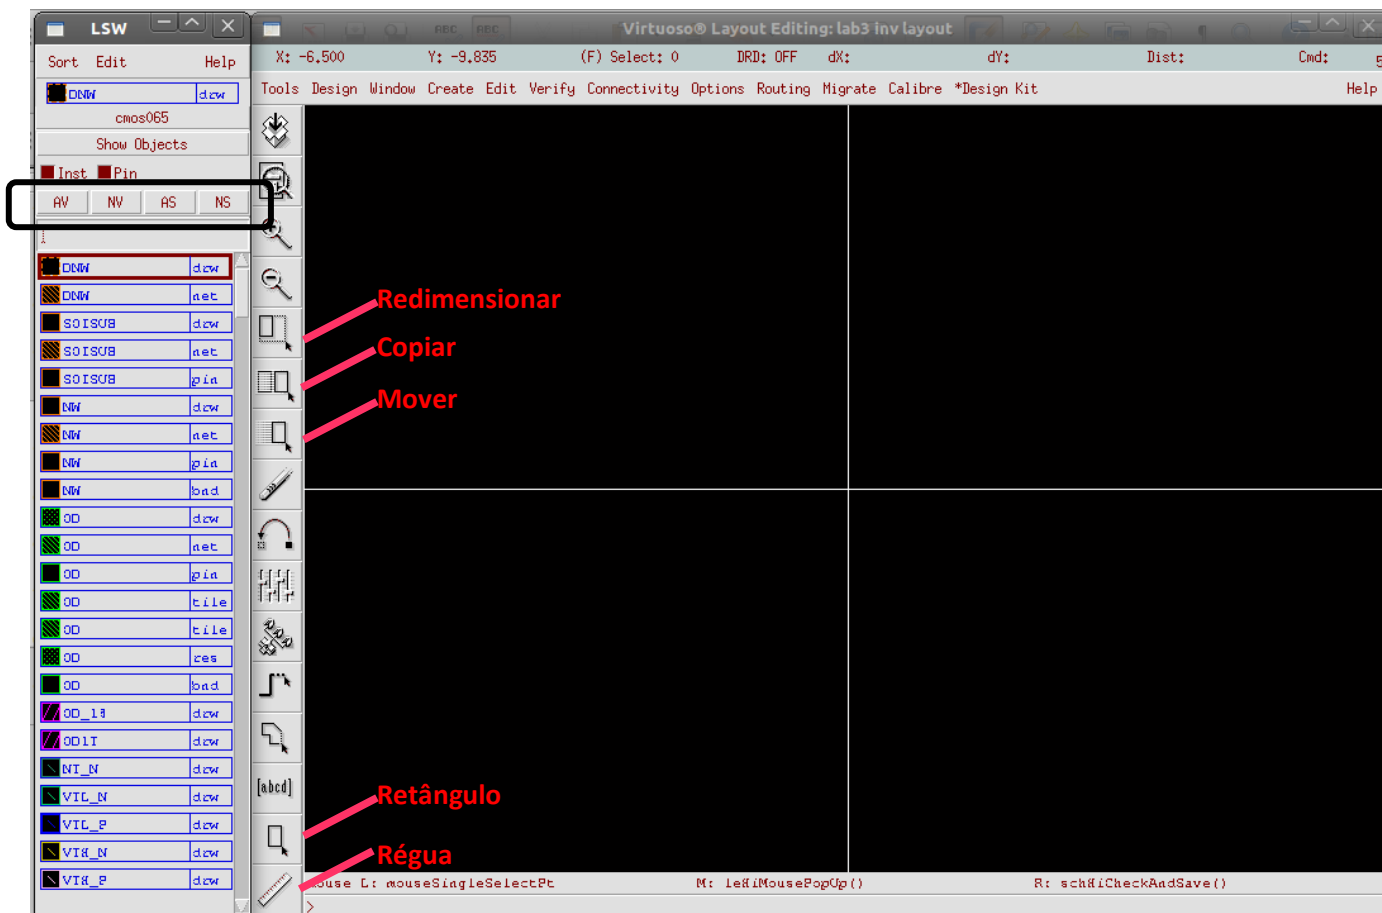 LSW
Virtuoso® Layout Editing: lab3 inv layout
Sort Edit Help
X: -6.500 Y: -9.835 (F) Select: 0 DRD: OFF dX: dY: Dist: Cmd: 5
DNW drw
Tools Design Window Create Edit Verify Connectivity Options Routing Migrate Calibre *Design Kit Help
cmos065
Show Objects
Inst Pin
AV NV AS NS
DNW drw
DNW net
SOISUB drw
SOISUB net
SOISUB pin
NW drw
NW net
NW pin
NW bnd
OD drw
OD net
OD pin
OD tile
OD tile
OD res
OD bnd
OD_18 drw
OD1T drw
NT_N drw
VTL_N drw
VTL_P drw
VTH_N drw
VTH_P drw
Redimensionar
Copiar
Mover
[abcd]
Retângulo
Régua
mouse L: mouseSingleSelectPt M: leHiMousePopUp() R: schHiCheckAndSave()
>